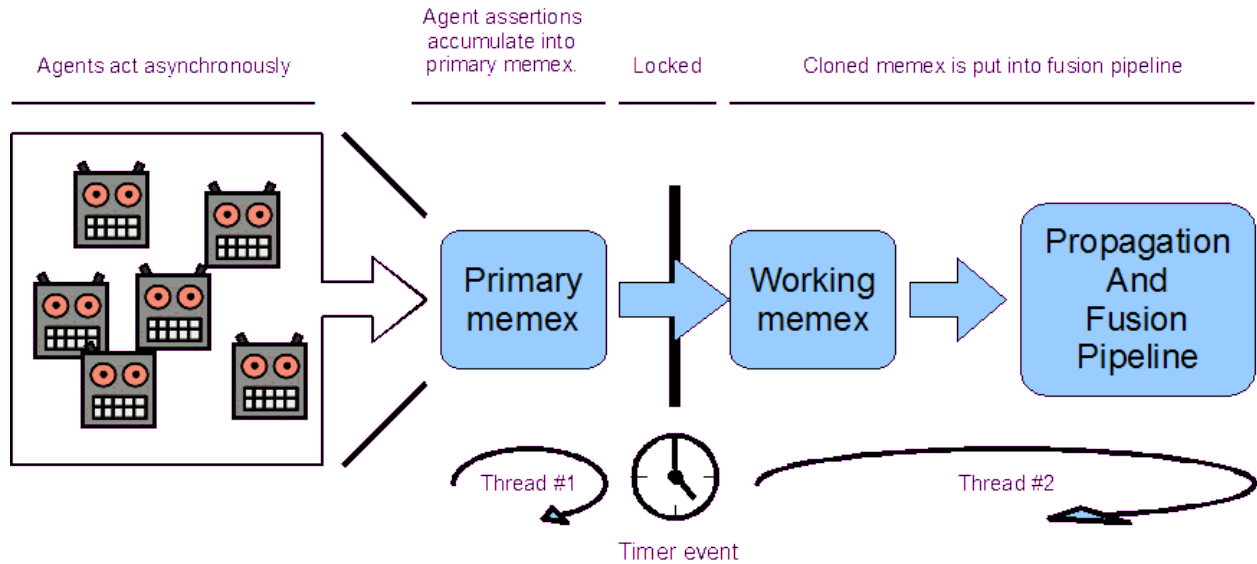 Agents act asynchronously
Agent assertions
accumulate into
primary memex.
Locked
Cloned memex is put into fusion pipeline
Primary
memex
Working
memex
Propagation
And
Fusion
Pipeline
Thread #1
Thread #2
Timer event